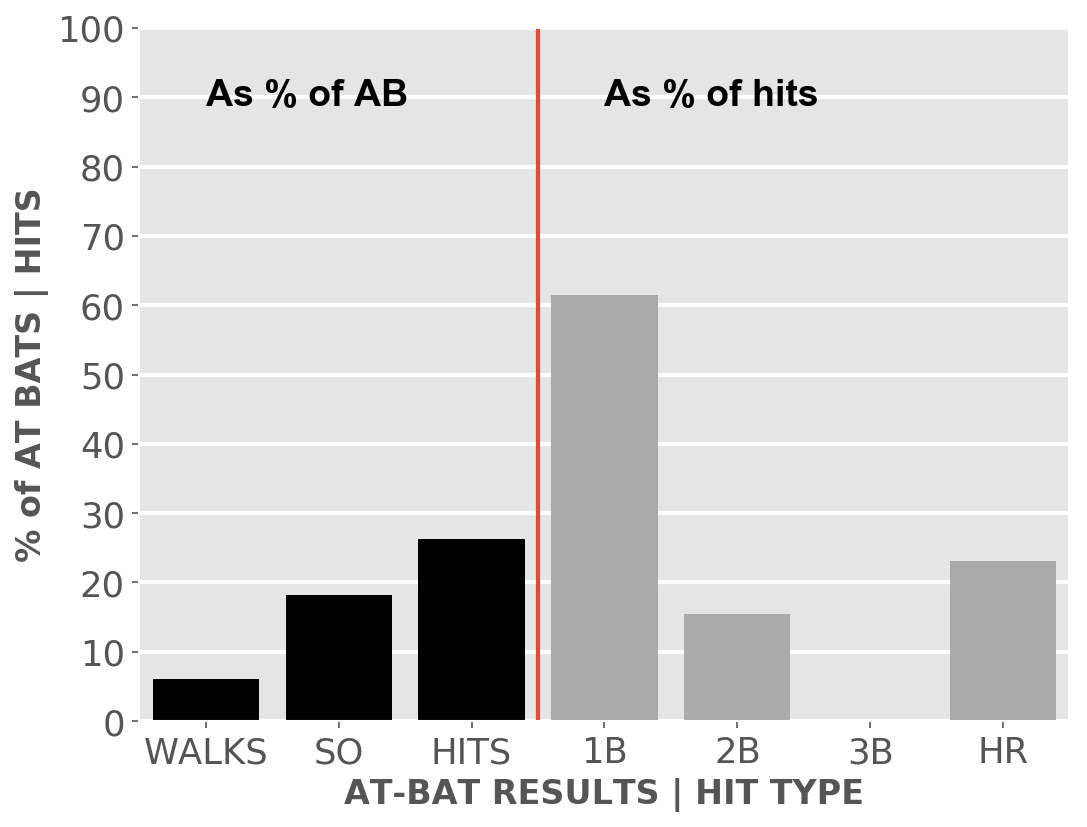 100
90
80
70
60
50
40
30
20
10
0
% of AT BATS | HITS
As % of AB
As % of hits
WALKS SO HITS 1B 2B 3B HR
AT-BAT RESULTS | HIT TYPE